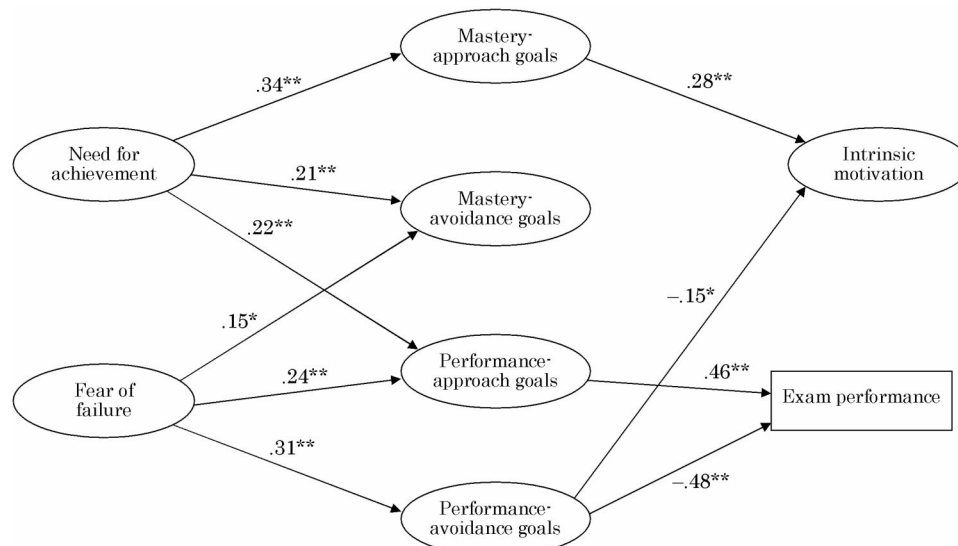 Mastery-
approach goals
.34**
.28**
Need for
achievement
Intrinsic
motivation
.21**
Mastery-
avoidance goals
.22**
–.15*
.15*
Performance-
approach goals
.24**
.46**
Fear of
failure
Exam performance
.31**
–.48**
Performance-
avoidance goals